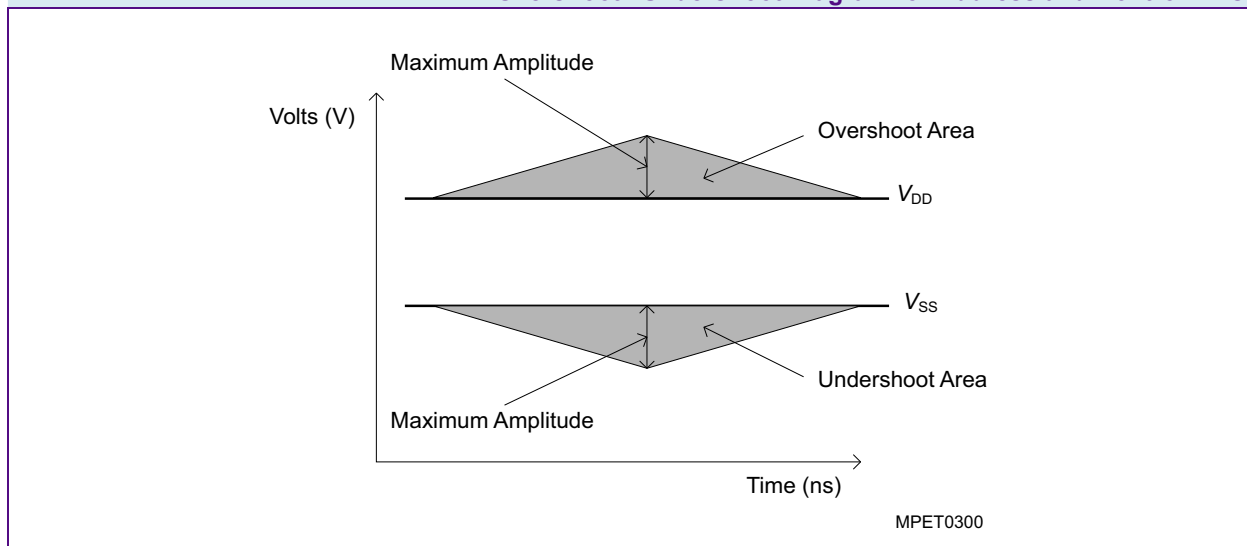 Maximum Amplitude
Volts (V)
Overshoot Area
VDD
VSS
Undershoot Area
Maximum Amplitude
Time (ns)
MPET0300